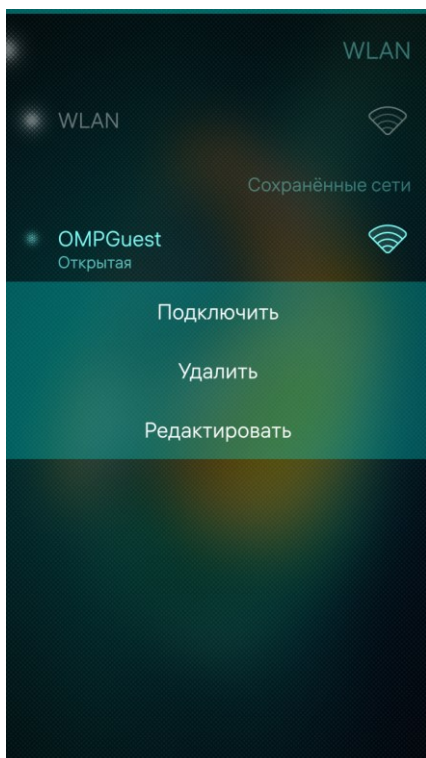 WLAN
WLAN
Сохранённые сети
OMPGuest
Открытая
Подключить
Удалить
Редактировать